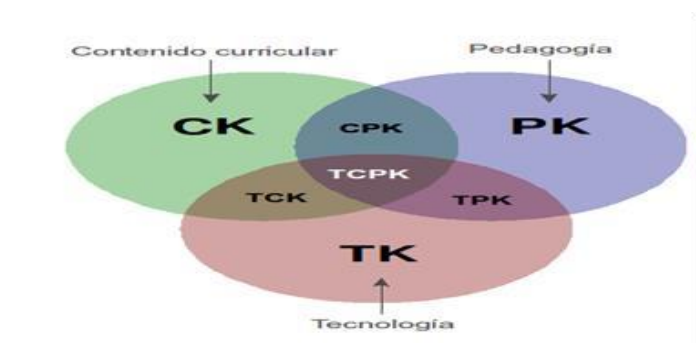 Contenido curricular
Pedagogía
CK
CPK
PK
TCPK
TCK
TPK
TK
Tecnología